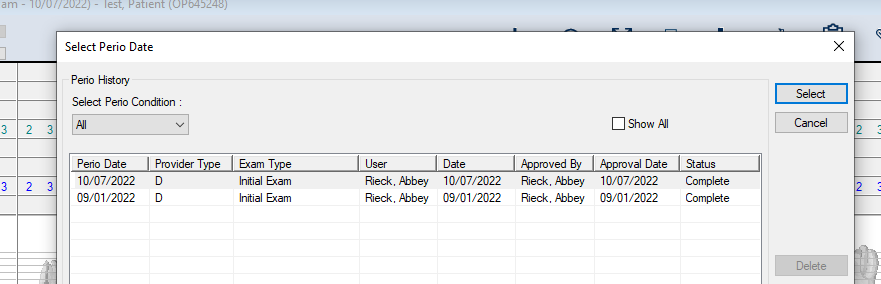 am - 10/07/2022) - Test, Patient (OP645248)
Select Perio Date
Perio History
Select
Select Perio Condition :
All
Show All
Cancel
3 2 3 2 3
Perio Date Provider Type Exam Type User Date Approved By Approval Date Status
10/07/2022 D Initial Exam Rieck, Abbey 10/07/2022 Rieck, Abbey 10/07/2022 Complete
3 2 3 2 3
09/01/2022 D Initial Exam Rieck, Abbey 09/01/2022 Rieck, Abbey 09/01/2022 Complete
Delete